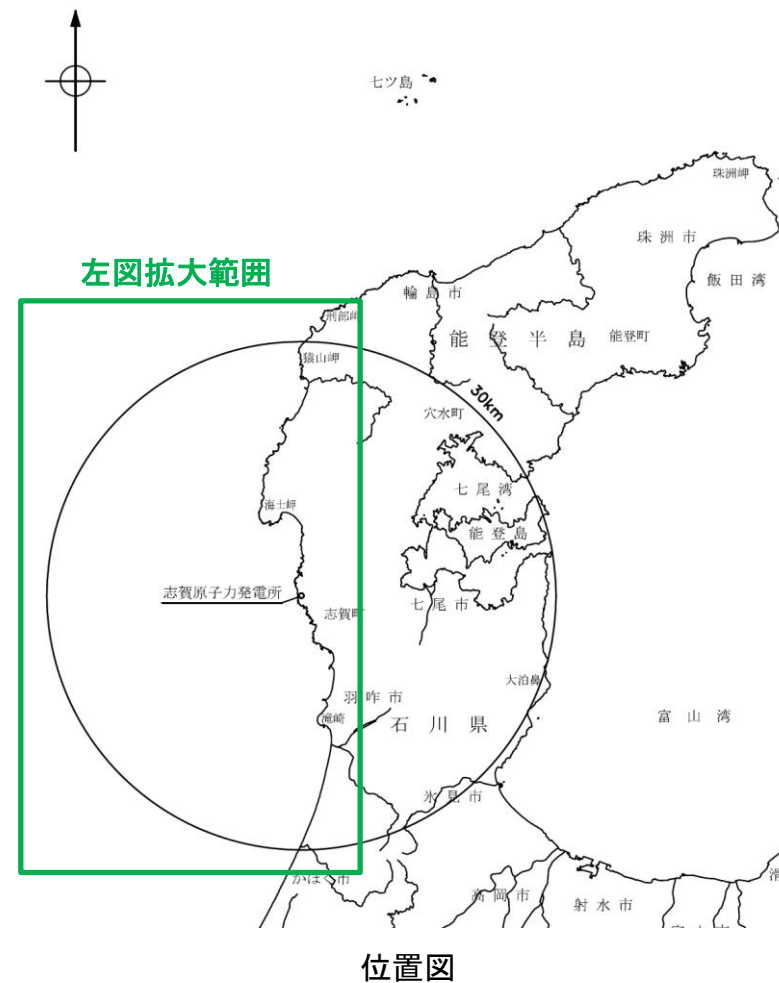 七ツ島
珠洲岬
珠洲市
飯田湾
左図拡大範囲
輪島市
刑部岬
能登半島
能登町
猿山岬
30km
穴水町
七尾湾
海士岬
能登島
志賀原子力発電所
七尾市
志賀町
大泊鼻
羽咋市
滝崎
石川県
富山湾
氷見市
かほく市
高岡市
射水市
位置図